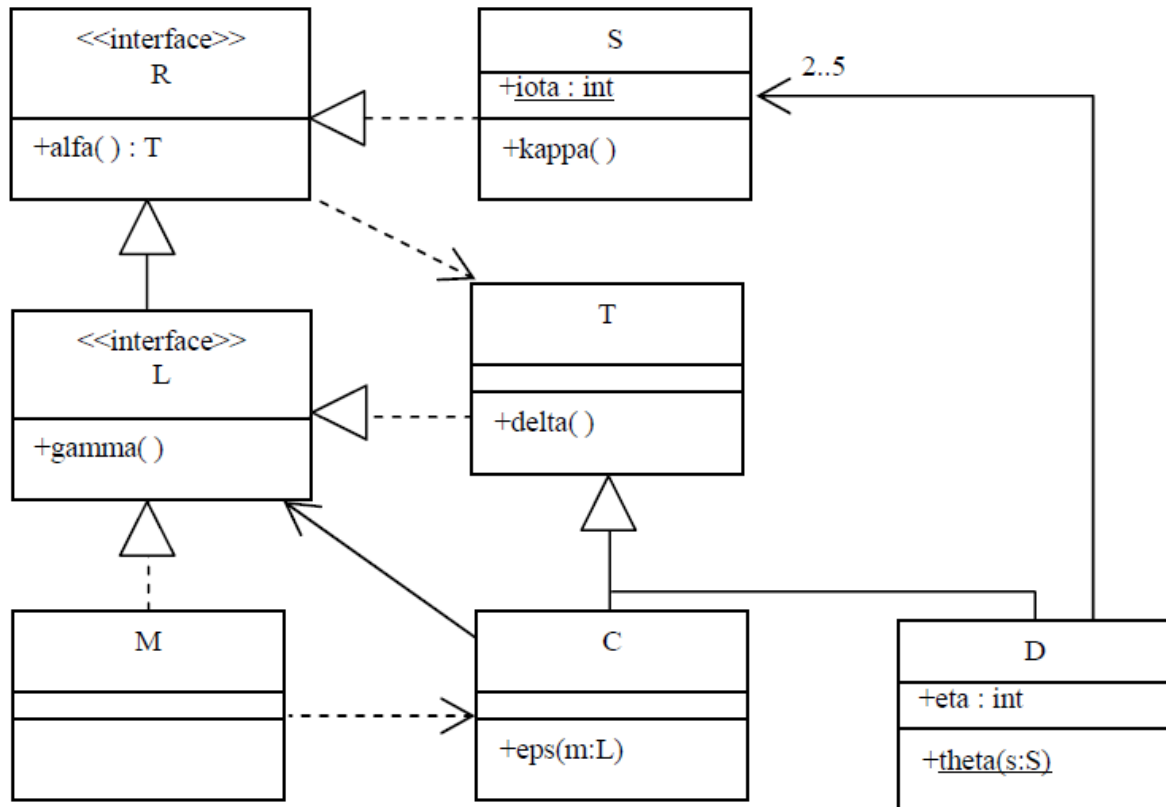 <<interface>>
R
+alfa( ) : T
S
+iota : int
+kappa( )
2..5
<<interface>>
L
+gamma( )
T
+delta( )
M
C
+eps(m:L)
D
+eta : int
+theta(s:S)